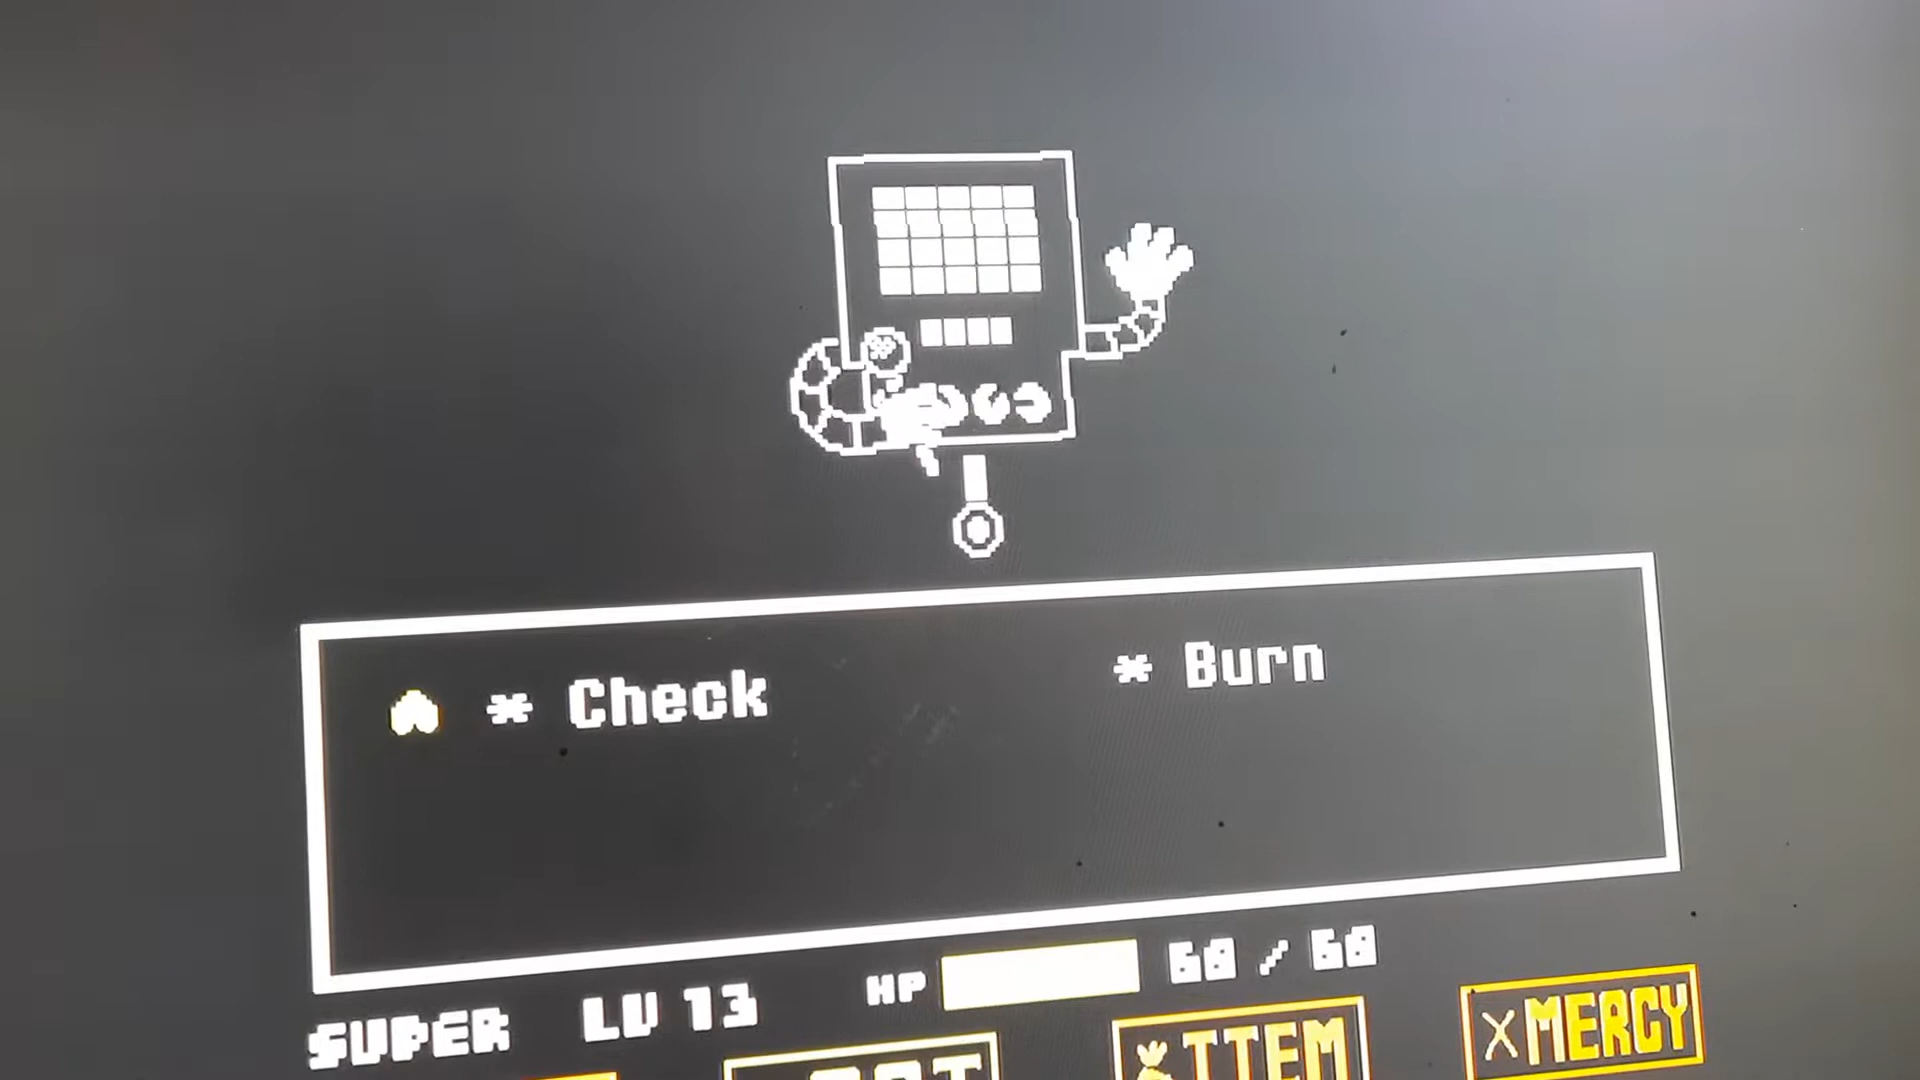 * Check
* Burn
SUPER LV 13 HP 60 / 60
ITEM X MERCY